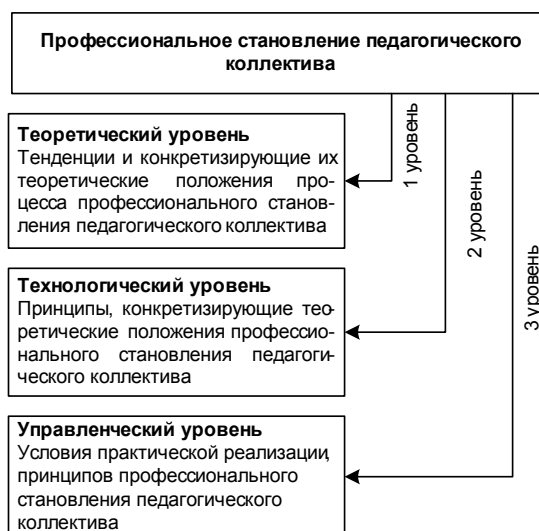 Профессиональное становление педагогического
коллектива
Теоретический уровень
Тенденции и конкретизирующие их
теоретические положения про-
цесса профессионального станов-
ления педагогического коллектива
1 уровень
2 уровень
3 уровень
Технологический уровень
Принципы, конкретизирующие тео-
ретические положения профессио-
нального становления педагоги-
ческого коллектива
Управленческий уровень
Условия практической реализации,
принципов профессионального
становления педагогического
коллектива